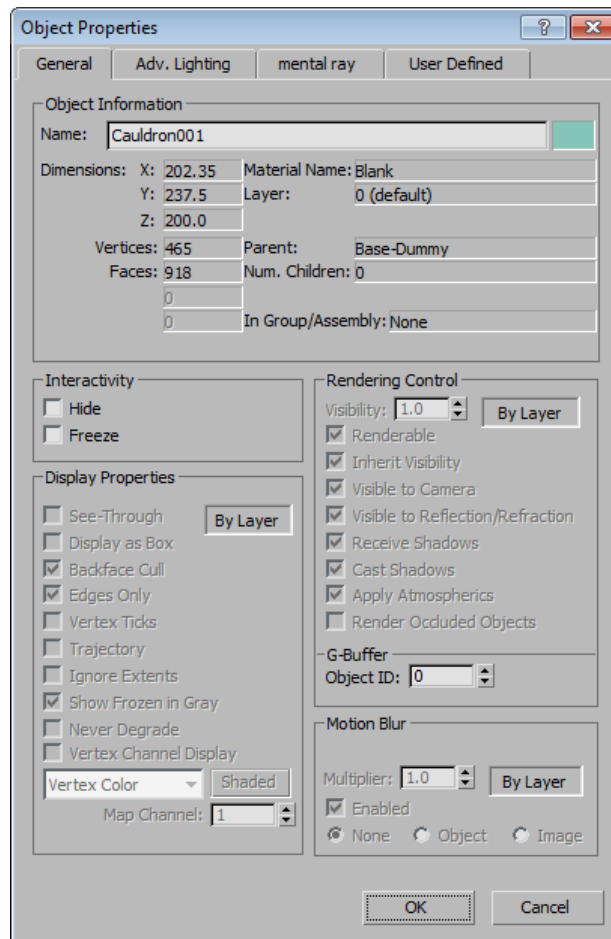 Object Properties
General Adv. Lighting mental ray User Defined
Object Information
Name: Cauldron001
Dimensions: X: 202.35 Material Name: Blank
Y: 237.5 Layer: 0 (default)
Z: 200.0
Vertices: 465 Parent: Base-Dummy
Faces: 918 Num. Children: 0
0
0 In Group/Assembly: None
Interactivity
Hide
Freeze
Display Properties
See-Through By Layer
Display as Box
Backface Cull
Edges Only
Vertex Ticks
Trajectory
Ignore Extents
Show Frozen in Gray
Never Degrade
Vertex Channel Display
Vertex Color Shaded
Map Channel: 1
Rendering Control
Visibility: 1.0 By Layer
Renderable
Inherit Visibility
Visible to Camera
Visible to Reflection/Refraction
Receive Shadows
Cast Shadows
Apply Atmospherics
Render Occluded Objects
G-Buffer
Object ID: 0
Motion Blur
Multiplier: 1.0 By Layer
Enabled
None Object Image
OK Cancel